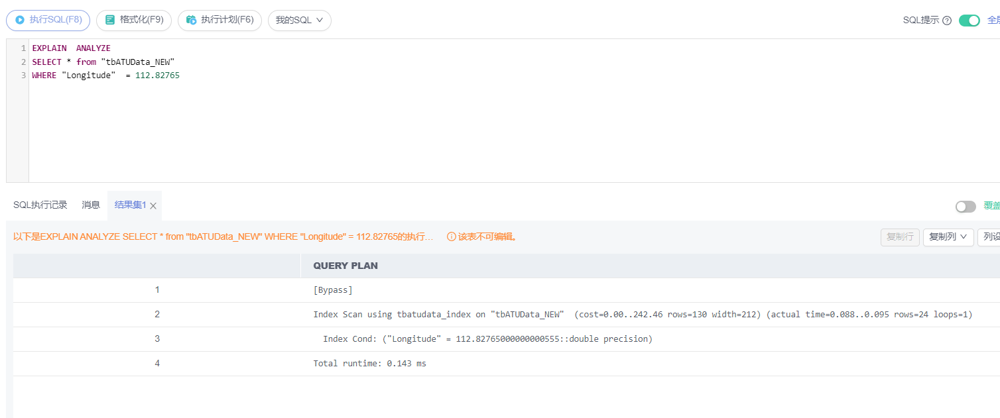 执行SQL(F8) 格式化(F9) 执行计划(F6) 我的SQL SQL提示
1 EXPLAIN  ANALYZE
2 SELECT * from "tbATUData_NEW"
3 WHERE "Longitude"  = 112.82765
SQL执行记录 消息 结果集1 覆盖
以下是EXPLAIN ANALYZE SELECT * from "tbATUData_NEW" WHERE "Longitude" = 112.82765的执行... 该表不可编辑。 复制行 复制列 列设
QUERY PLAN
1 [Bypass]
2 Index Scan using tbatudata_index on "tbATUData_NEW"  (cost=0.00..242.46 rows=130 width=212) (actual time=0.088..0.095 rows=24 loops=1)
3 Index Cond: ("Longitude" = 112.82765000000000555::double precision)
4 Total runtime: 0.143 ms